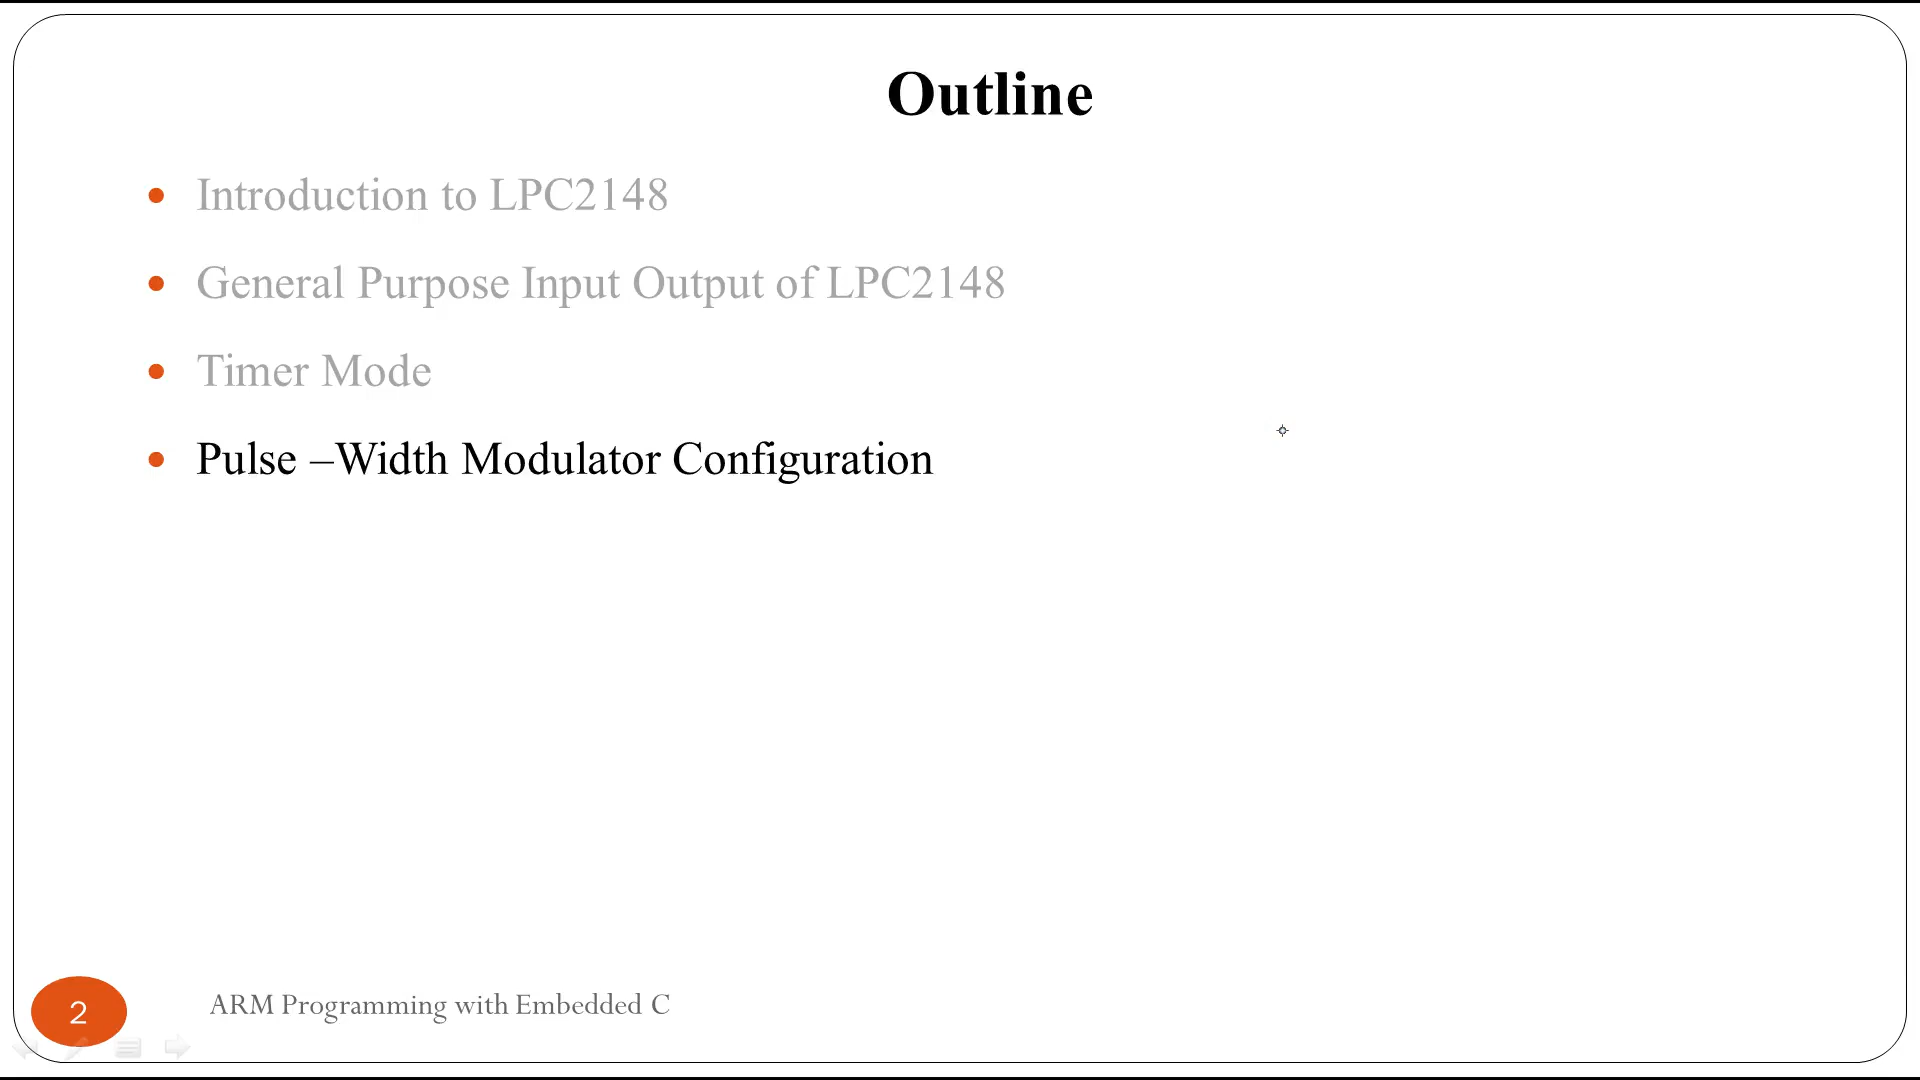 Outline
Introduction to LPC2148
General Purpose Input Output of LPC2148
Timer Mode
Pulse –Width Modulator Configuration
2
ARM Programming with Embedded C